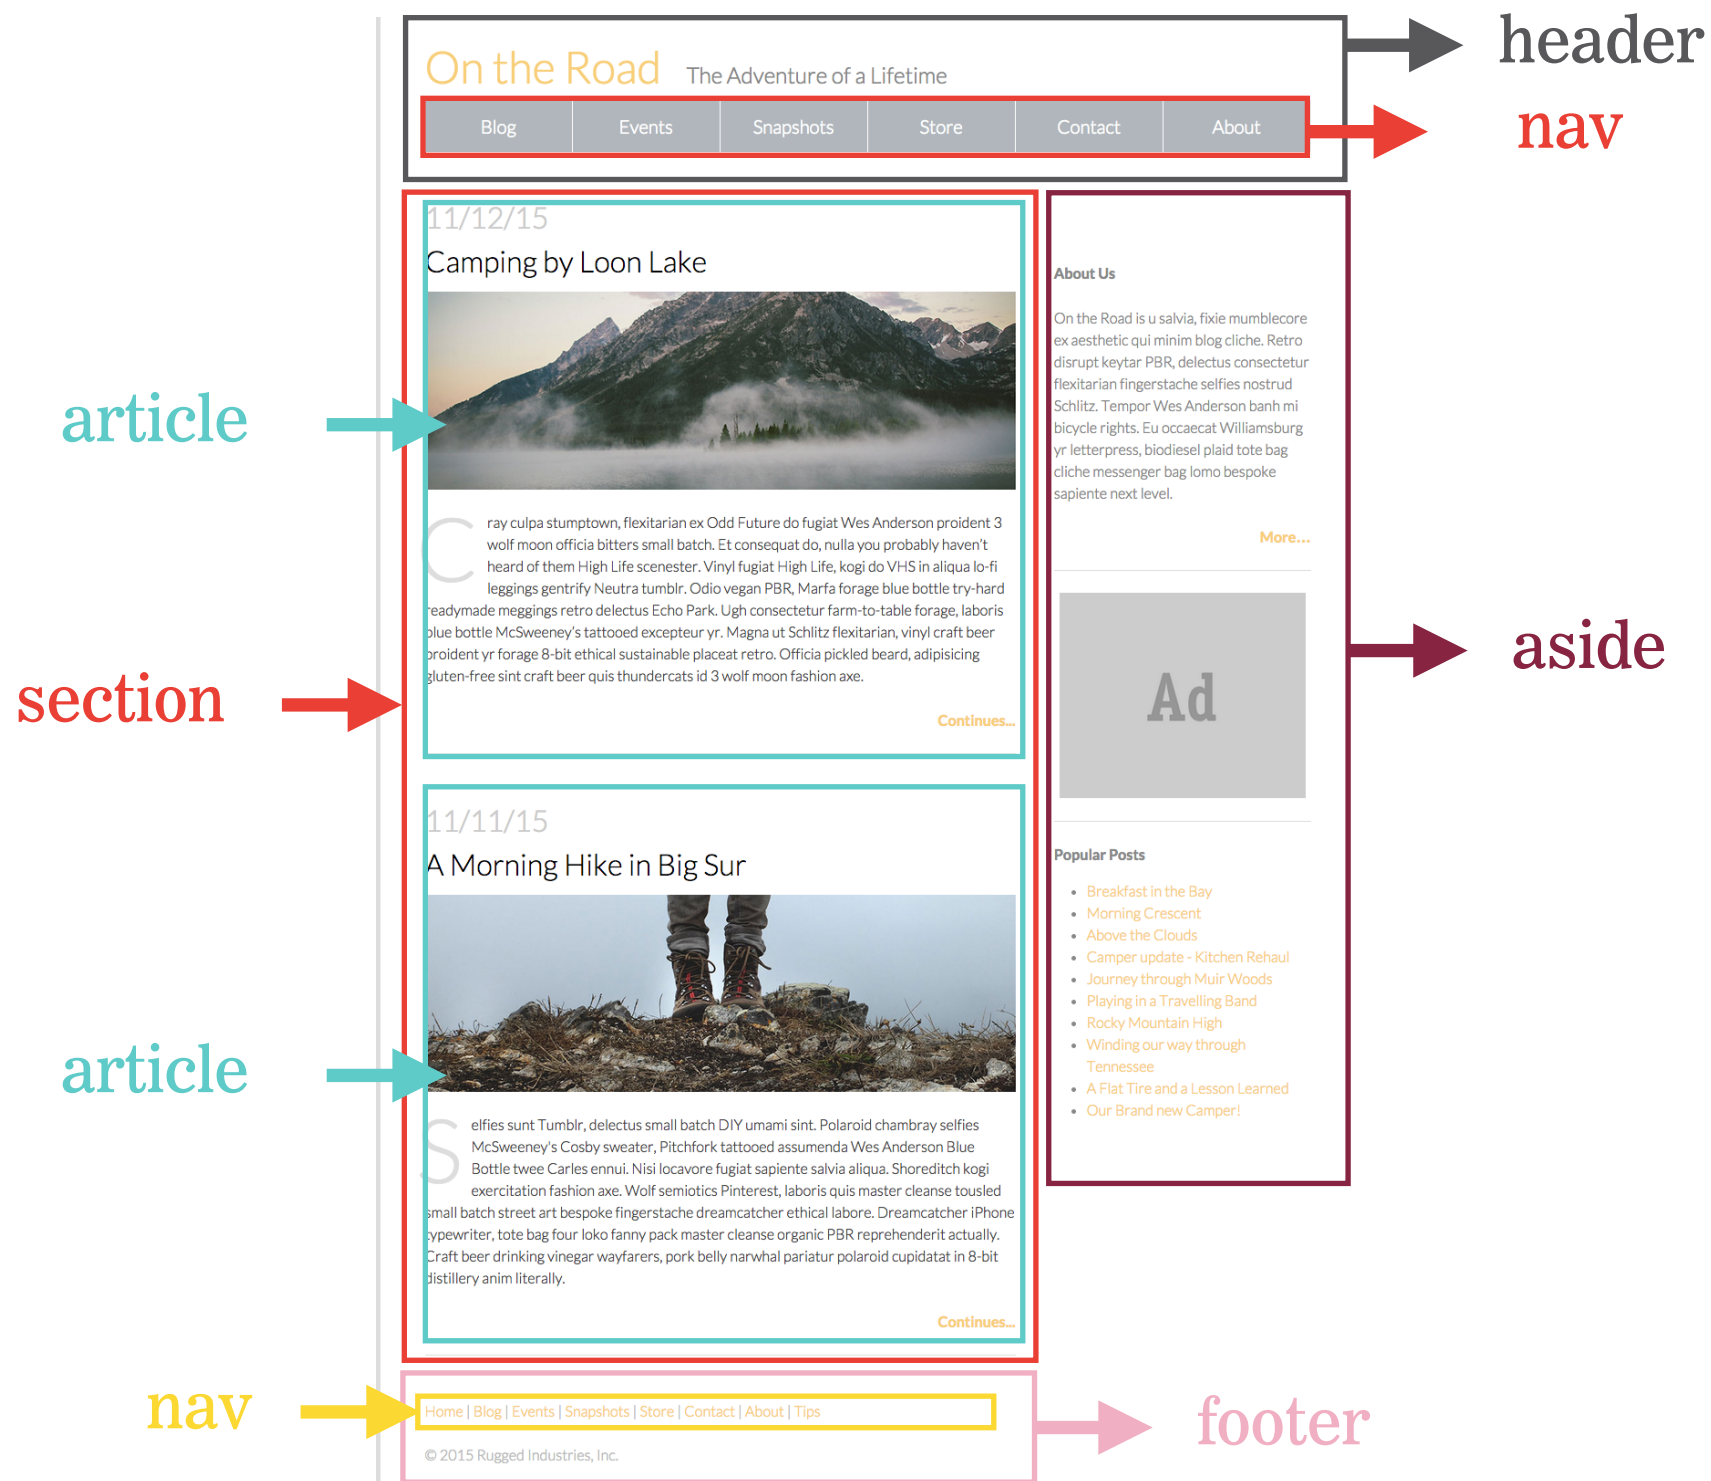 header
On the Road The Adventure of a Lifetime
nav
Blog Events Snapshots Store Contact About
11/12/15
Camping by Loon Lake
article
Cray culpa stumptown, flexitarian ex Odd Future do fugiat Wes Anderson proident 3
wolf moon officia bitters small batch. Et consequat do, nulla you probably haven't
heard of them High Life scenester. Vinyl fugiat High Life, kogi do VHS in aliqua lo-fi
leggings gentrify Neutra tumblr. Odio vegan PBR, Marfa forage blue bottle try-hard
readymade meggings retro delectus Echo Park. Ugh consectetur farm-to-table forage, laboris
blue bottle McSweeney's tattooed excepteur yr. Magna ut Schlitz flexitarian, vinyl craft beer
proident yr forage 8-bit ethical sustainable placeat retro. Officia pickled beard, adipisicing
gluten-free sint craft beer quis thundercats id 3 wolf moon fashion axe.
Continues...
section
11/11/15
A Morning Hike in Big Sur
article
Selfies sunt Tumblr, delectus small batch DIY umami sint. Polaroid chambray selfies
McSweeney's Cosby sweater, Pitchfork tattooed assumenda Wes Anderson Blue
Bottle twee Carles ennui. Nisi locavore fugiat sapiente salvia aliqua. Shoreditch kogi
exercitation fashion axe. Wolf semiotics Pinterest, laboris quis master cleanse tousled
small batch street art bespoke fingerstache dreamcatcher ethical labore. Dreamcatcher iPhone
typewriter, tote bag four loko fanny pack master cleanse organic PBR reprehenderit actually.
Craft beer drinking vinegar wayfarers, pork belly narwhal pariatur polaroid cupidatat in 8-bit
distillery anim literally.
Continues...
About Us
On the Road is u salvia, fixie mumblecore
ex aesthetic qui minim blog cliche. Retro
disrupt keytar PBR, delectus consectetur
flexitarian fingerstache selfies nostrud
Schlitz. Tempor Wes Anderson banh mi
bicycle rights. Eu occaecat Williamsburg
yr letterpress, biodiesel plaid tote bag
cliche messenger bag lomo bespoke
sapiente next level.
More...
aside
Ad
Popular Posts
Breakfast in the Bay
Morning Crescent
Above the Clouds
Camper update - Kitchen Rehaul
Journey through Muir Woods
Playing in a Travelling Band
Rocky Mountain High
Winding our way through
Tennessee
A Flat Tire and a Lesson Learned
Our Brand new Camper!
nav
Home | Blog | Events | Snapshots | Store | Contact | About | Tips
footer
© 2015 Rugged Industries, Inc.